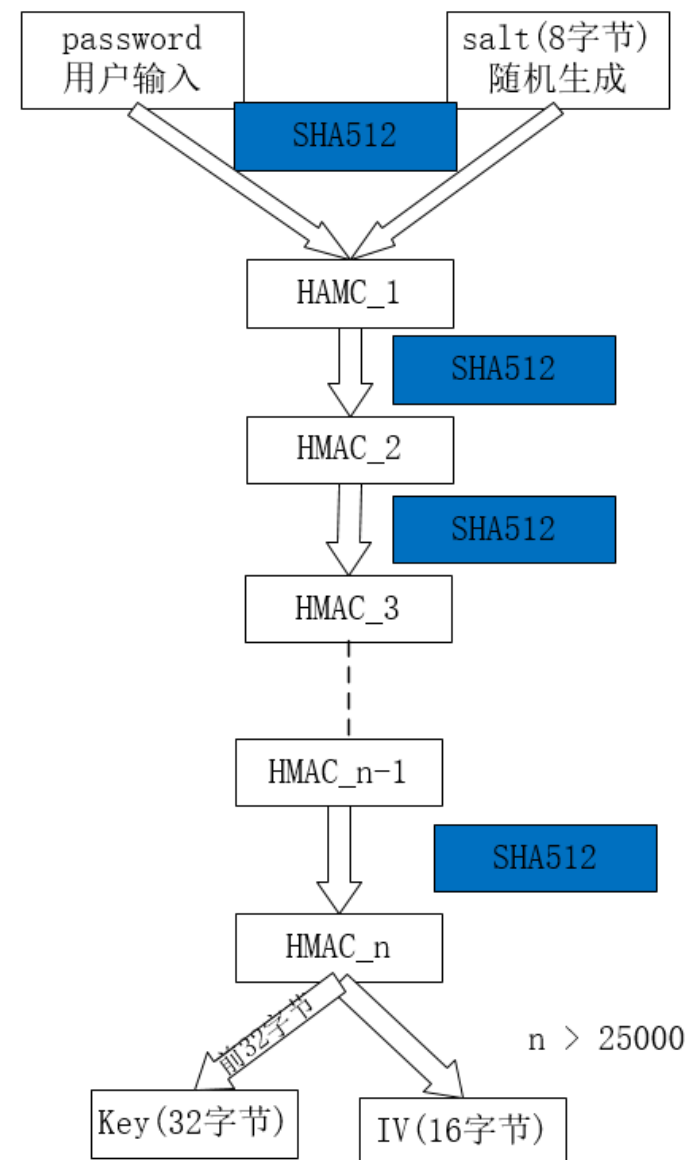 password
用户输入
salt(8字节)
随机生成
SHA512
HAMC_1
SHA512
HMAC_2
SHA512
HMAC_3
HMAC_n-1
SHA512
HMAC_n
前32字节
n > 25000
Key(32字节)
IV(16字节)